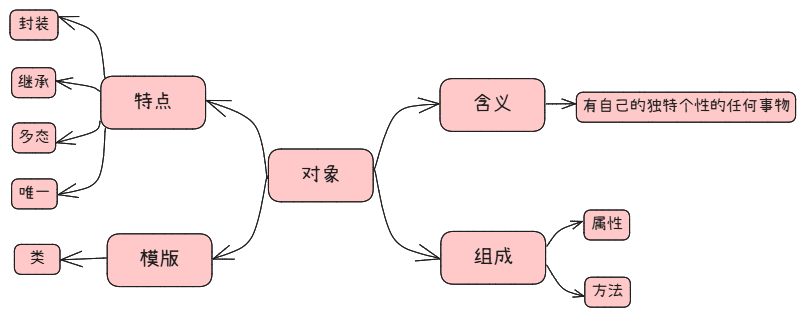 封装
继承
多态
唯一
特点
对象
模版
类
含义
有自己的独特个性的任何事物
组成
属性
方法